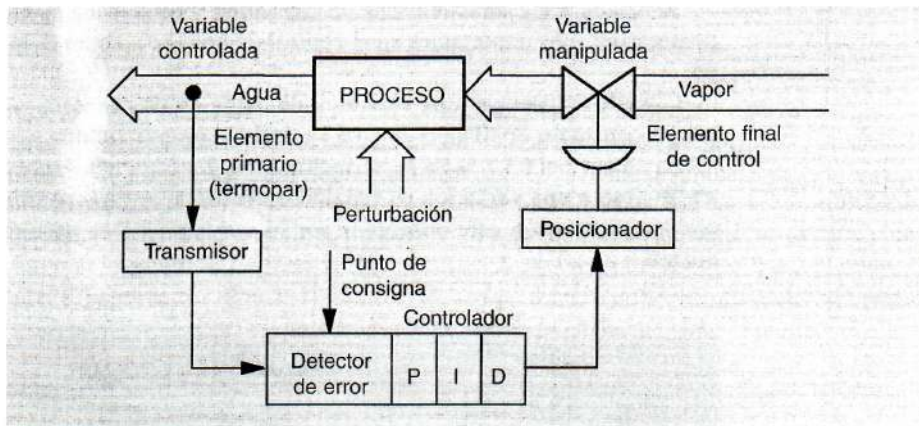 Variable
controlada
Variable
manipulada
Agua
PROCESO
Vapor
Elemento
primario
(termopar)
Elemento final
de control
Perturbación
Posicionador
Transmisor
Punto de
consigna
Controlador
Detector
de error
P
I
D